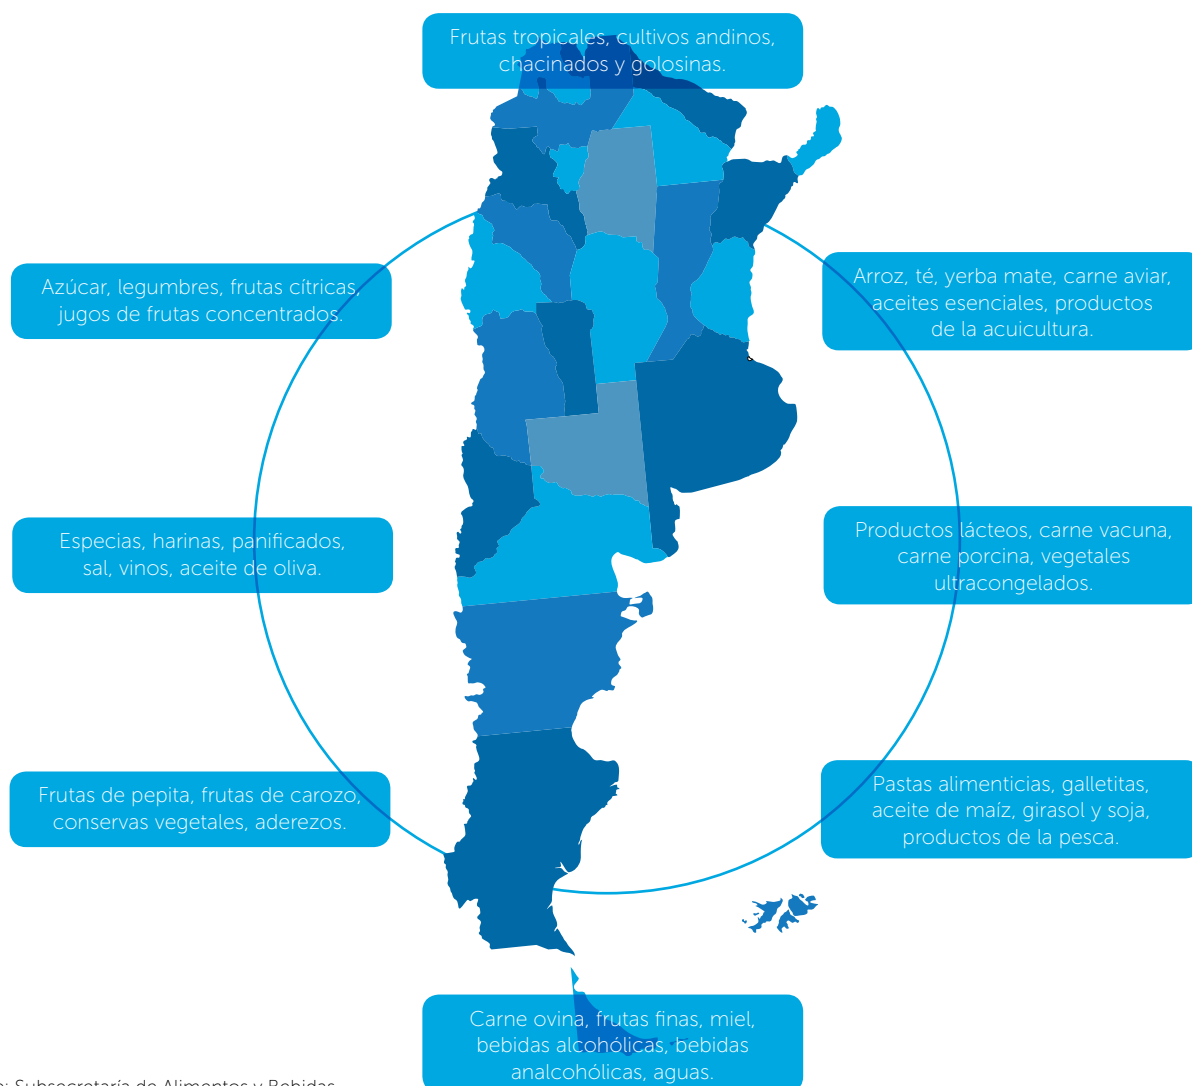 Frutas tropicales, cultivos andinos,
chacinados y golosinas.
Azúcar, legumbres, frutas cítricas,
jugos de frutas concentrados.
Arroz, té, yerba mate, carne aviar,
aceites esenciales, productos
de la acuicultura.
Especias, harinas, panificados,
sal, vinos, aceite de oliva.
Productos lácteos, carne vacuna,
carne porcina, vegetales
ultracongelados.
Frutas de pepita, frutas de carozo,
conservas vegetales, aderezos.
Pastas alimenticias, galletitas,
aceite de maíz, girasol y soja,
productos de la pesca.
Carne ovina, frutas finas, miel,
bebidas alcohólicas, bebidas
analcohólicas, aguas.
Subsecretaría de Alimentos y Bebidas